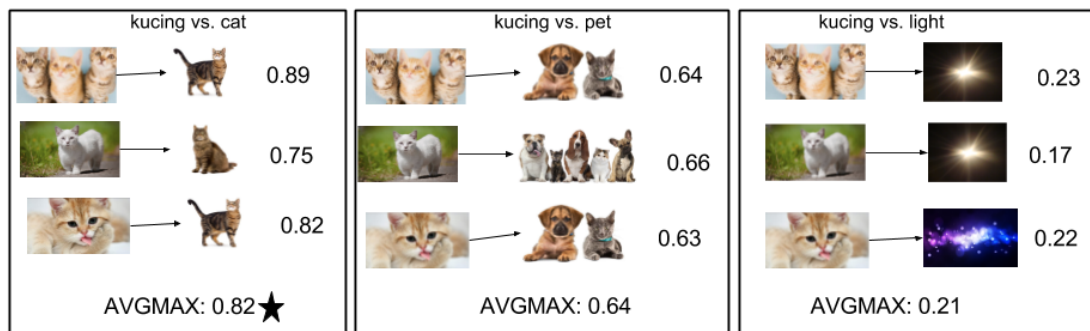 kucing vs. cat
0.89
0.75
0.82
AVGMAX: 0.82
kucing vs. pet
0.64
0.66
0.63
AVGMAX: 0.64
kucing vs. light
0.23
0.17
0.22
AVGMAX: 0.21